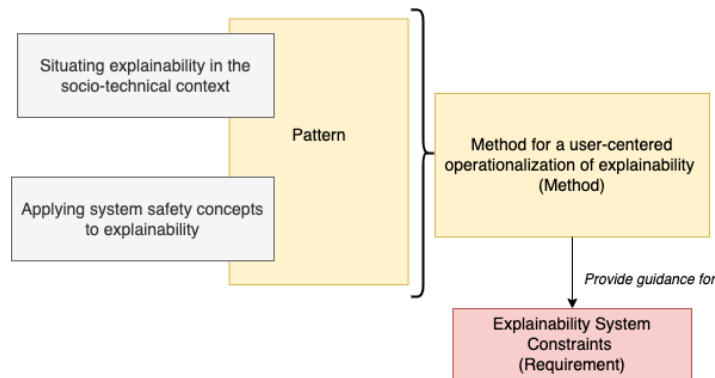 Situating explainability in the
socio-technical context
Pattern
Applying system safety concepts
to explainability
Method for a user-centered
operationalization of explainability
(Method)
Provide guidance for
Explainability System
Constraints
(Requirement)